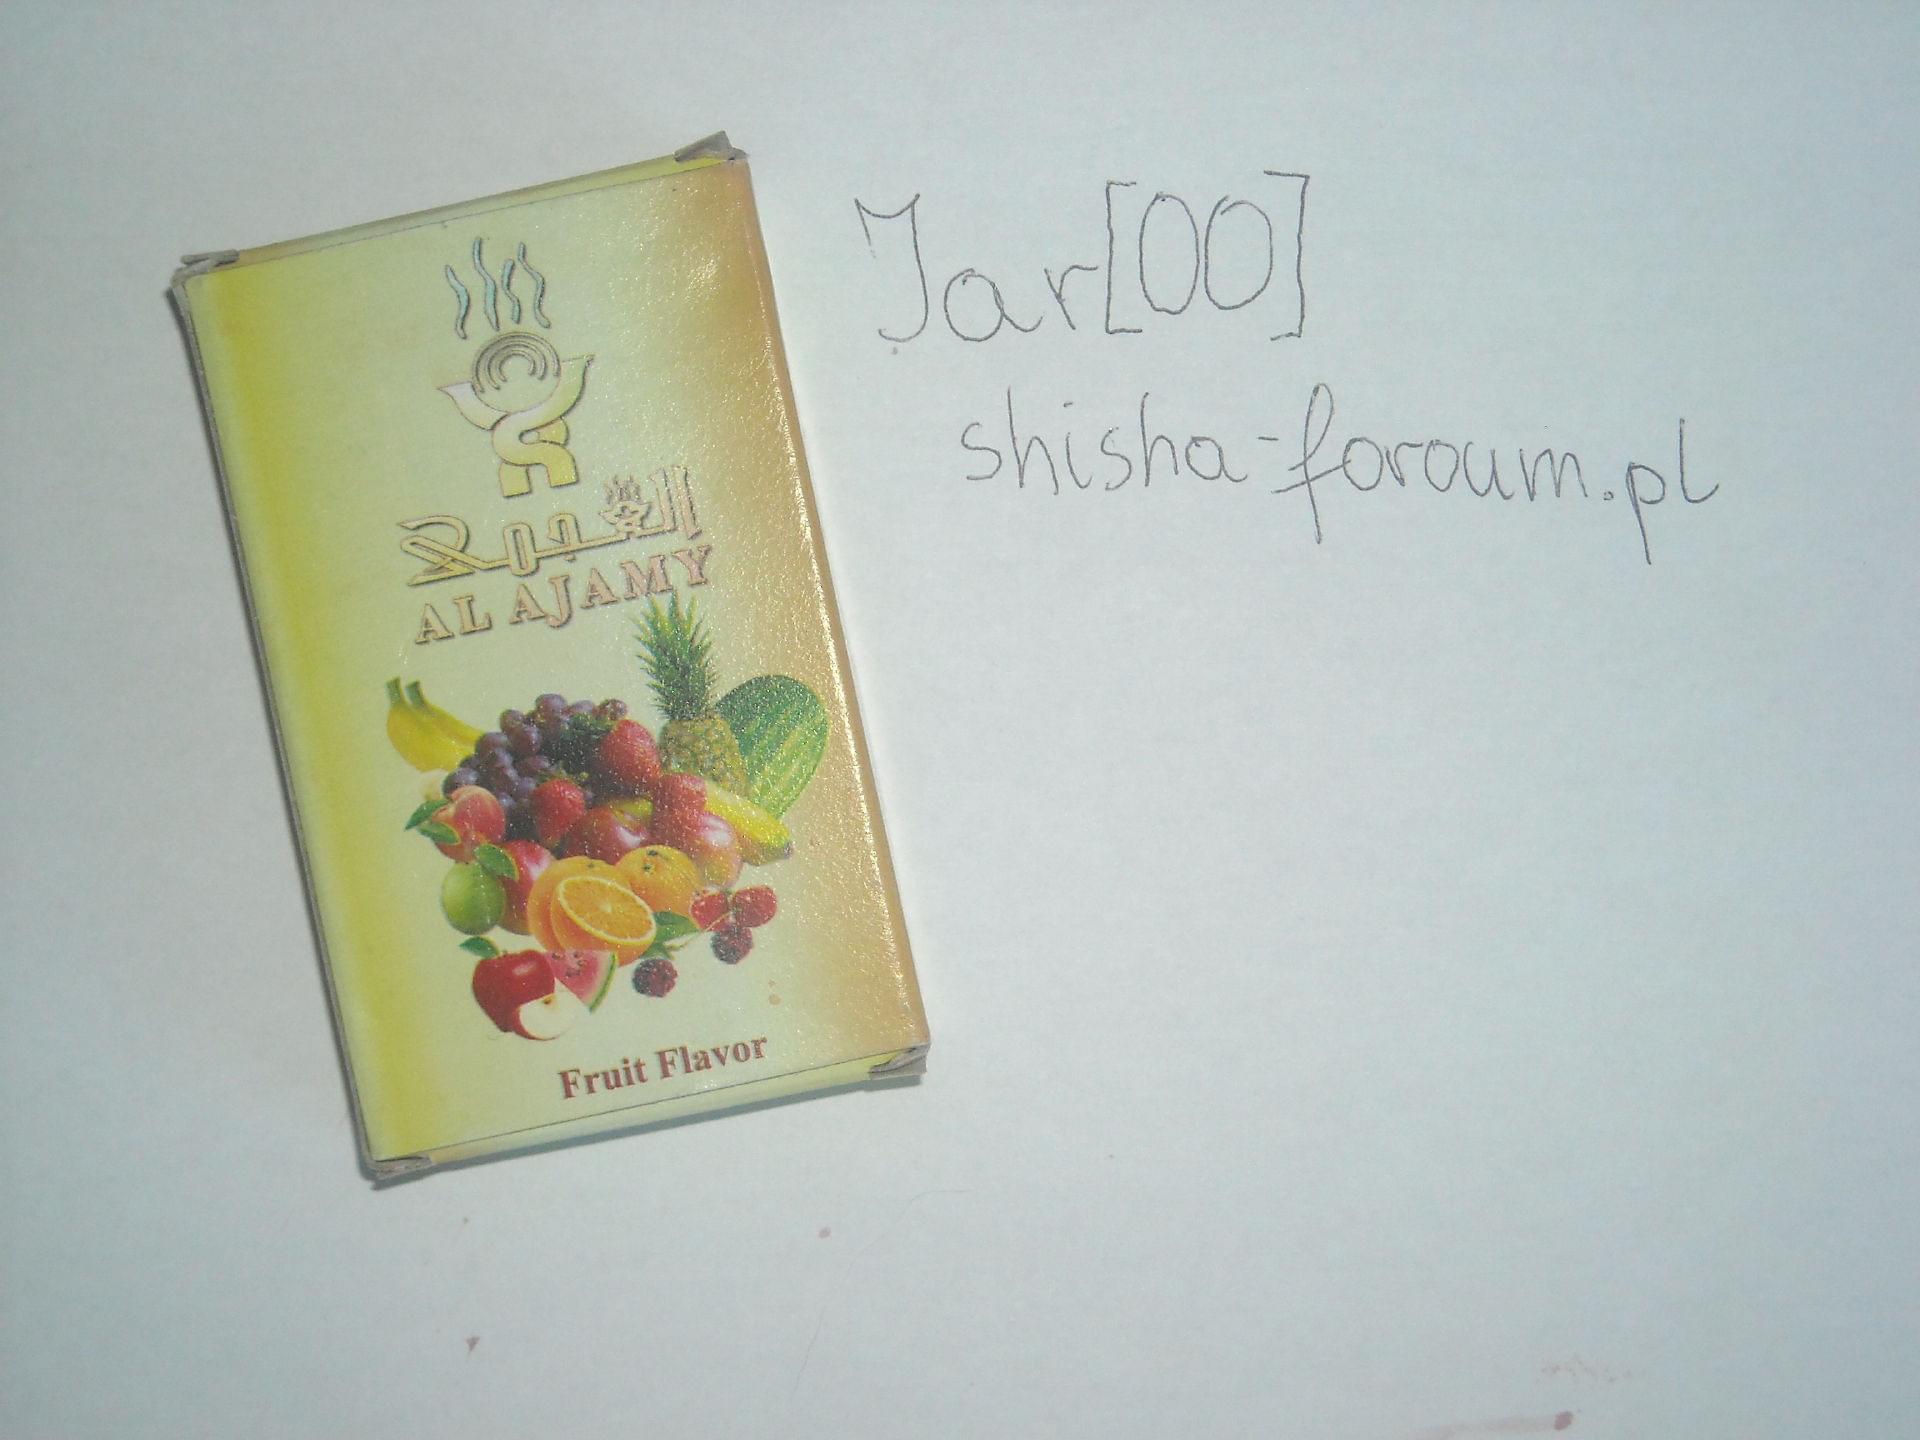 العجمي
AL AJAMY
Fruit Flavor
Jar[00]
shisha-foroum.pl